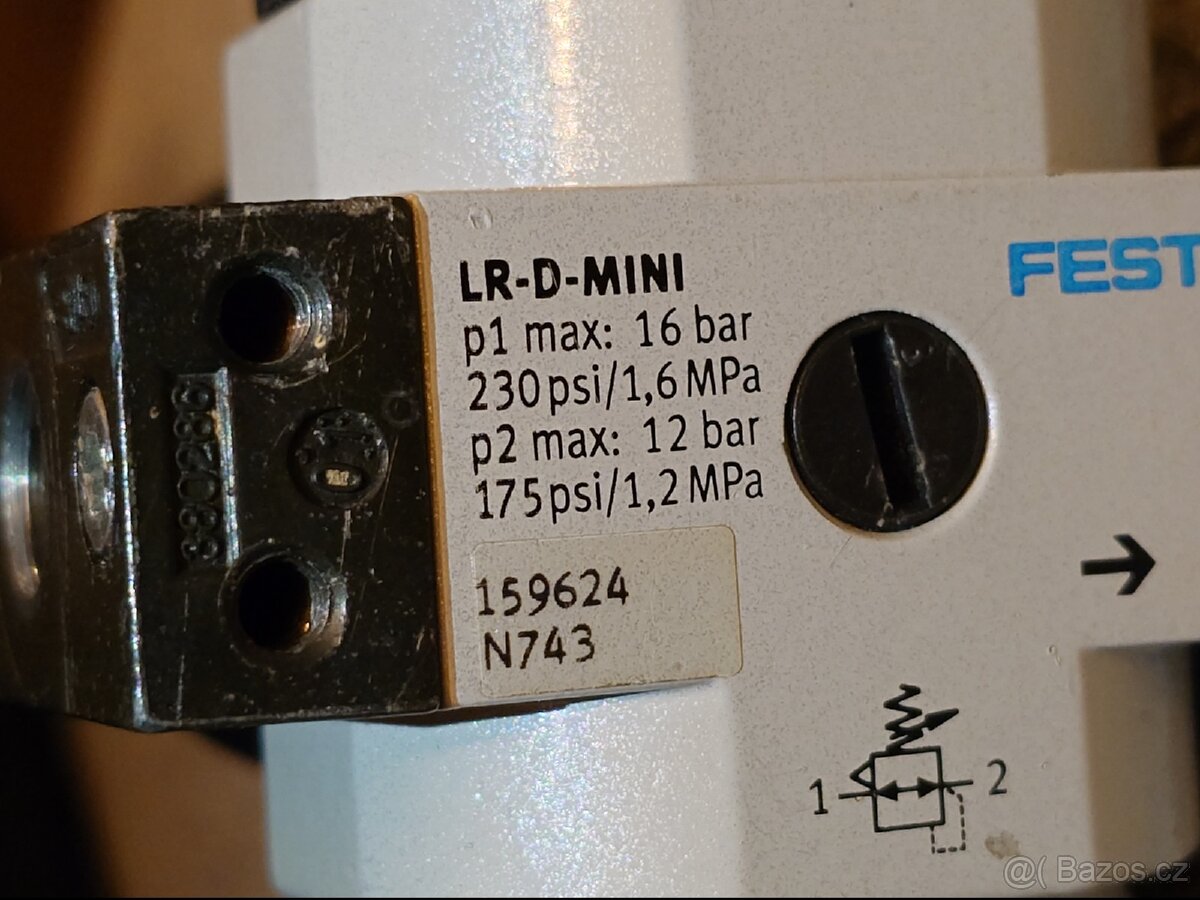 LR-D-MINI
p1 max: 16 bar
230 psi/1,6 MPa
p2 max: 12 bar
175 psi/1,2 MPa
FEST
159624
N743
1
2
@( Bazos.cz